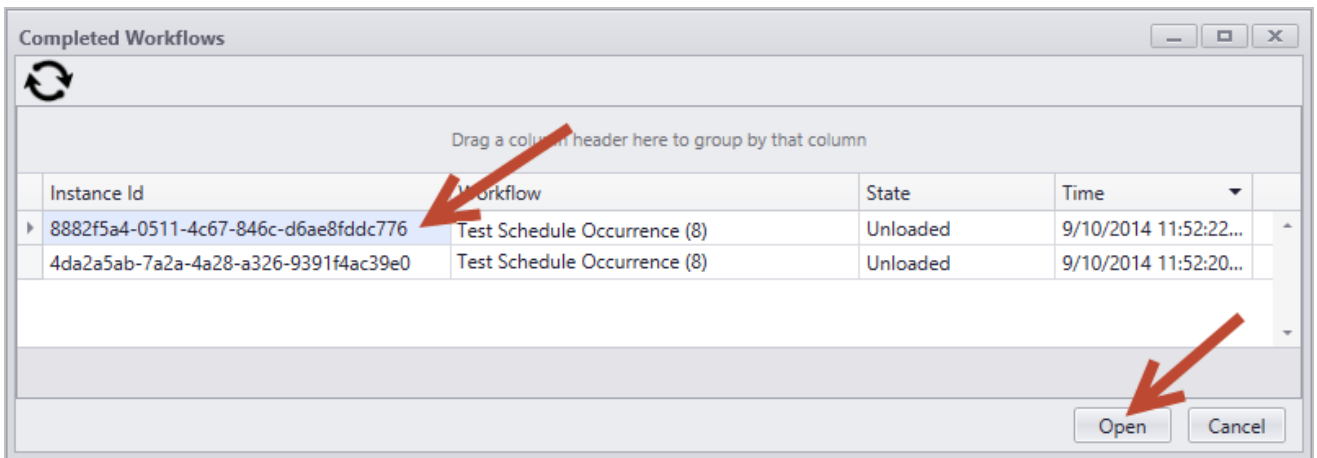 Completed Workflows
Drag a column header here to group by that column
Instance Id Workflow State Time
8882f5a4-0511-4c67-846c-d6ae8fddc776 Test Schedule Occurrence (8) Unloaded 9/10/2014 11:52:22...
4da2a5ab-7a2a-4a28-a326-9391f4ac39e0 Test Schedule Occurrence (8) Unloaded 9/10/2014 11:52:20...
Open Cancel